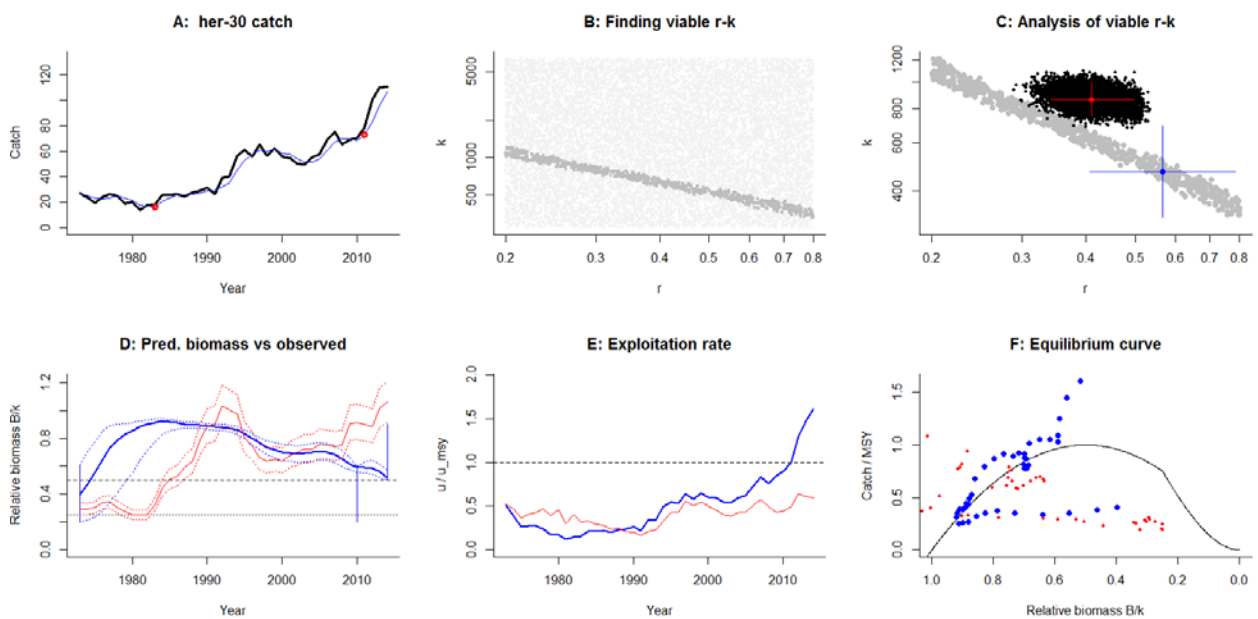 A: her-30 catch
B: Finding viable r-k
C: Analysis of viable r-k
Catch
0 20 40 60 80 120
1980 1990 2000 2010
Year
k
500 1000 5000
0.2 0.3 0.4 0.5 0.6 0.7 0.8
r
k
400 600 800 1200
0.2 0.3 0.4 0.5 0.6 0.7 0.8
r
D: Pred. biomass vs observed
E: Exploitation rate
F: Equilibrium curve
Relative biomass B/k
0.0 0.4 0.8 1.2
1980 1990 2000 2010
Year
u / u_msy
0.0 0.5 1.0 1.5 2.0
1980 1990 2000 2010
Year
Catch / MSY
0.0 0.5 1.0 1.5
1.0 0.8 0.6 0.4 0.2 0.0
Relative biomass B/k